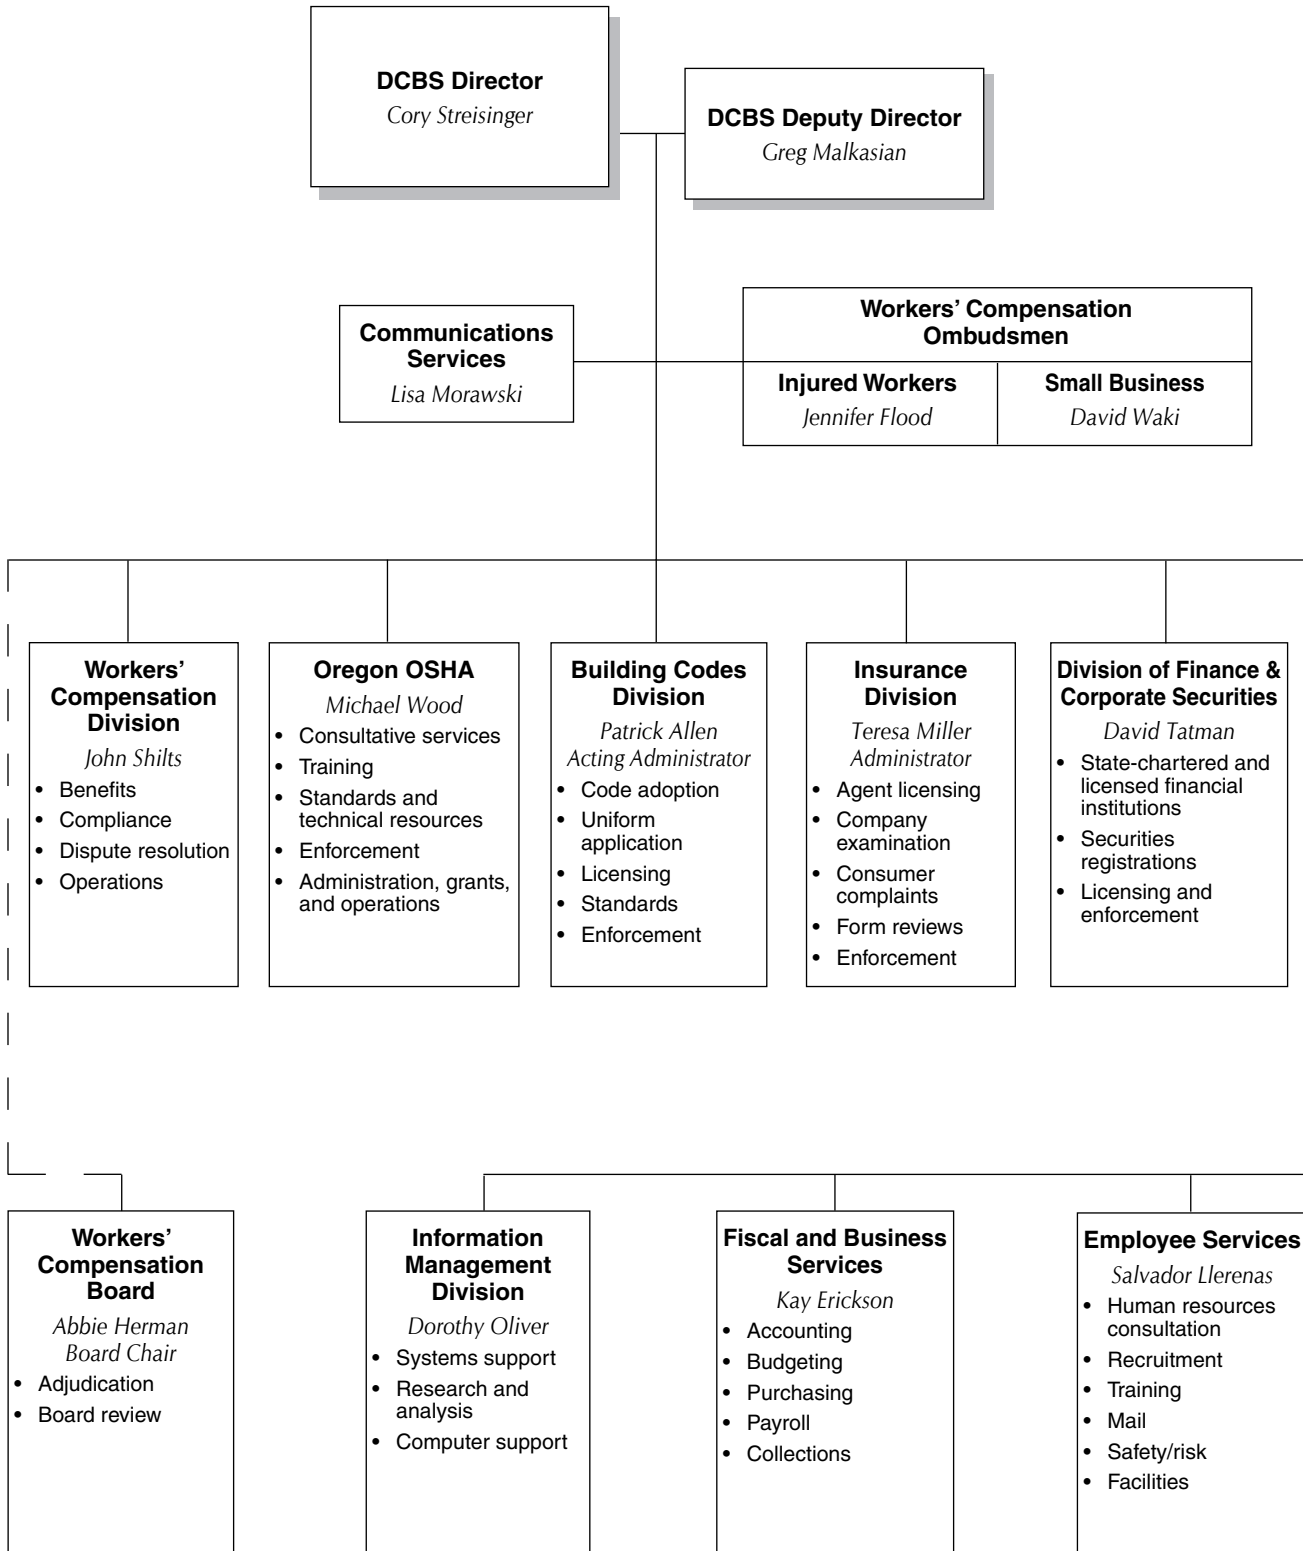 DCBS Director
Cory Streisinger
DCBS Deputy Director
Greg Malkasian
Communications
Services
Lisa Morawski
Workers' Compensation
Ombudsmen
Injured Workers
Jennifer Flood
Small Business
David Waki
Workers'
Compensation
Division
John Shilts
• Benefits
• Compliance
• Dispute resolution
• Operations
Oregon OSHA
Michael Wood
• Consultative services
• Training
• Standards and
technical resources
• Enforcement
• Administration, grants,
and operations
Building Codes
Division
Patrick Allen
Acting Administrator
• Code adoption
• Uniform
application
• Licensing
• Standards
• Enforcement
Insurance
Division
Teresa Miller
Administrator
• Agent licensing
• Company
examination
• Consumer
complaints
• Form reviews
• Enforcement
Division of Finance &
Corporate Securities
David Tatman
• State-chartered and
licensed financial
institutions
• Securities
registrations
• Licensing and
enforcement
Workers'
Compensation
Board
Abbie Herman
Board Chair
• Adjudication
• Board review
Information
Management
Division
Dorothy Oliver
• Systems support
• Research and
analysis
• Computer support
Fiscal and Business
Services
Kay Erickson
• Accounting
• Budgeting
• Purchasing
• Payroll
• Collections
Employee Services
Salvador Llerenas
• Human resources
consultation
• Recruitment
• Training
• Mail
• Safety/risk
• Facilities